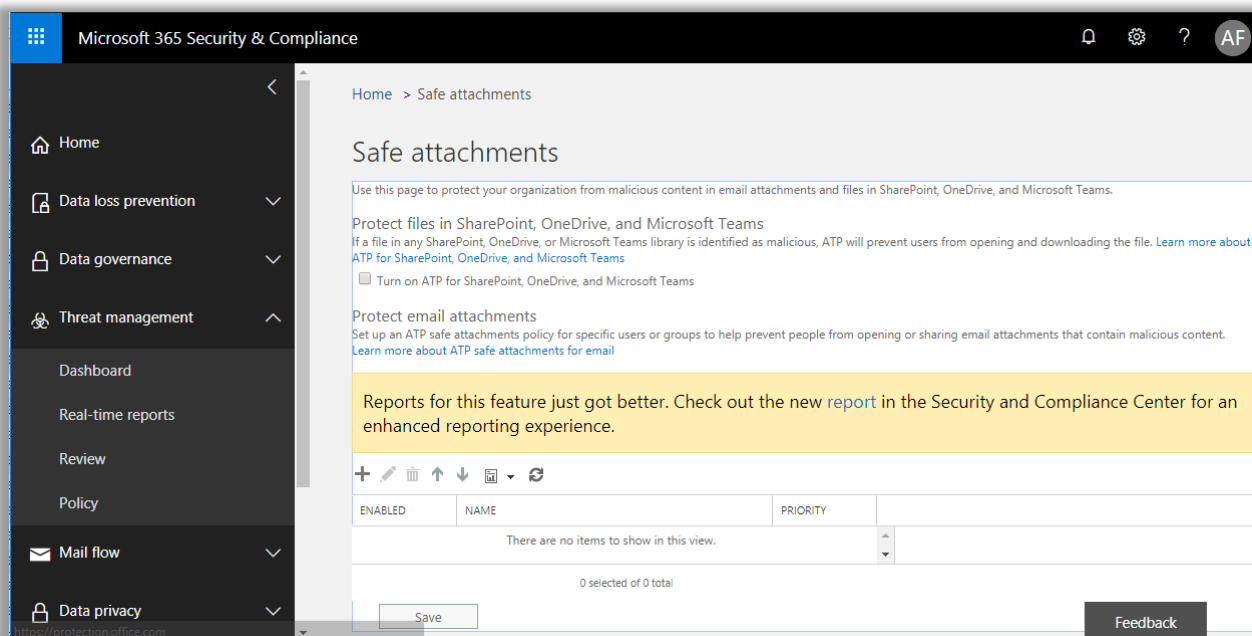 Microsoft 365 Security & Compliance
?
AF
Home
Data loss prevention
Data governance
Threat management
Dashboard
Real-time reports
Review
Policy
Mail flow
Data privacy
https://protection.office.com
Home > Safe attachments
Safe attachments
Use this page to protect your organization from malicious content in email attachments and files in SharePoint, OneDrive, and Microsoft Teams.
Protect files in SharePoint, OneDrive, and Microsoft Teams
If a file in any SharePoint, OneDrive, or Microsoft Teams library is identified as malicious, ATP will prevent users from opening and downloading the file. Learn more about
ATP for SharePoint, OneDrive, and Microsoft Teams
Turn on ATP for SharePoint, OneDrive, and Microsoft Teams
Protect email attachments
Set up an ATP safe attachments policy for specific users or groups to help prevent people from opening or sharing email attachments that contain malicious content.
Learn more about ATP safe attachments for email
Reports for this feature just got better. Check out the new report in the Security and Compliance Center for an
enhanced reporting experience.
ENABLED NAME PRIORITY
There are no items to show in this view.
0 selected of 0 total
Save
Feedback